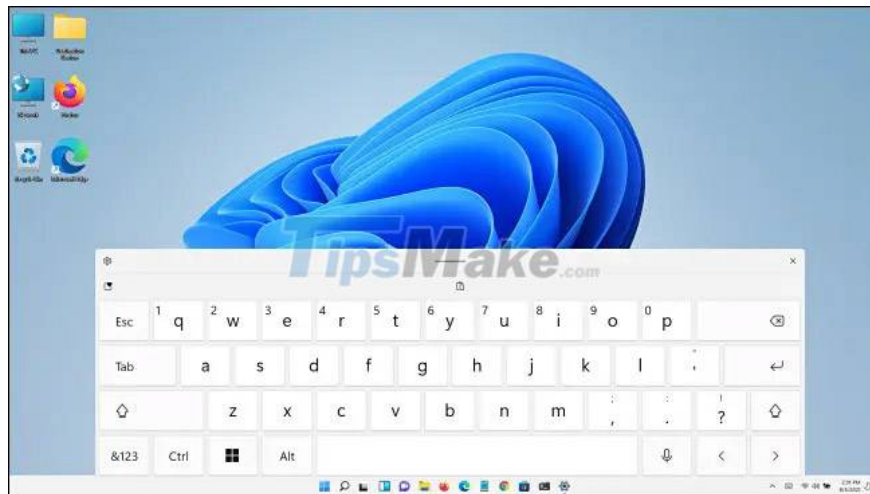 TipsMake.com
Esc 1 q 2 w 3 e 4 r 5 t 6 y 7 u 8 i 9 o 0 p
Tab a s d f g h j k l
z x c v b n m ; , : . ! ?
&123 Ctrl Alt < >